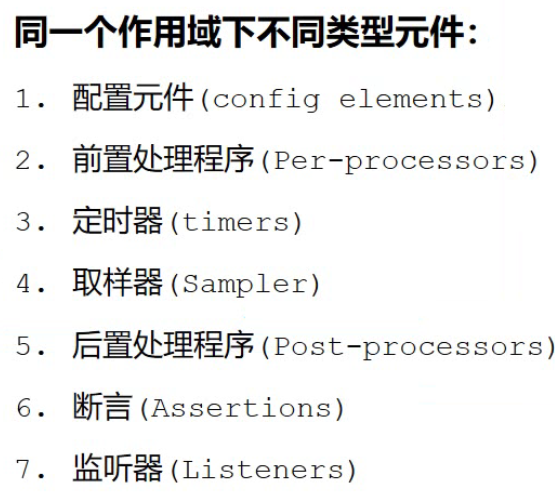 同一个作用域下不同类型元件：
1. 配置元件(config elements)
2. 前置处理程序(Per-processors)
3. 定时器(timers)
4. 取样器(Sampler)
5. 后置处理程序(Post-processors)
6. 断言(Assertions)
7. 监听器(Listeners)